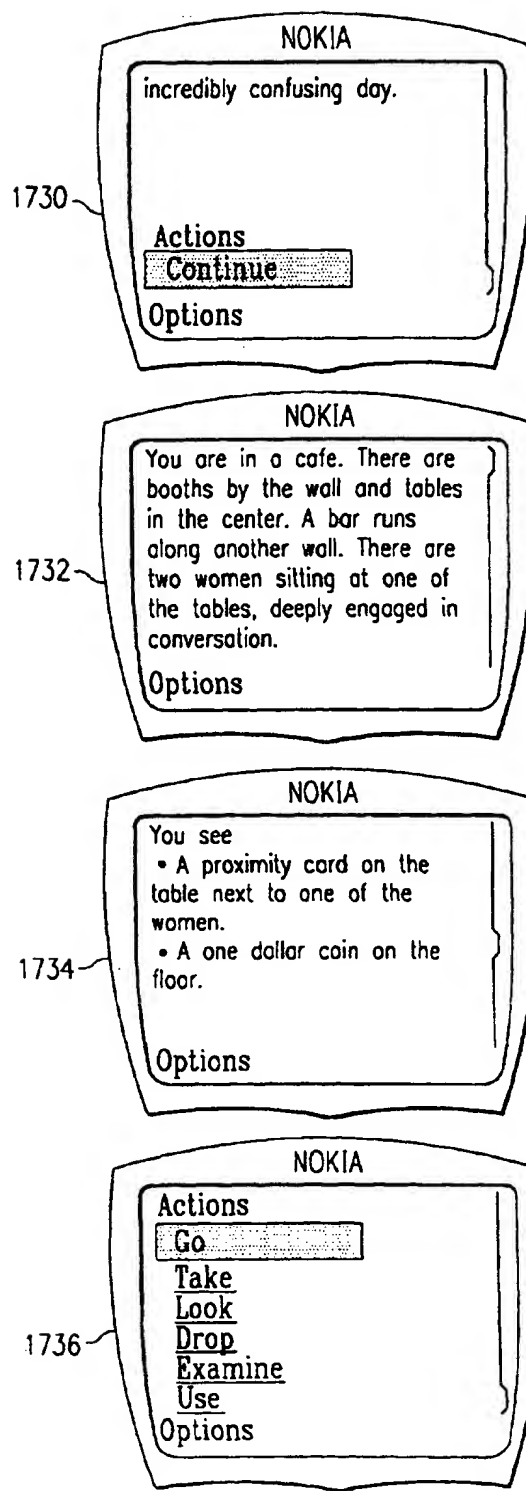 NOKIA
incredibly confusing day.
1730
Actions
Continue
Options
NOKIA
You are in a cafe. There are
booths by the wall and tables
in the center. A bar runs
along another wall. There are
1732
two women sitting at one of
the tables, deeply engaged in
conversation.
Options
NOKIA
You see
• A proximity card on the
table next to one of the
women.
• A one dollar coin on the
1734
floor.
Options
NOKIA
Actions
Go
Take
Look
Drop
1736
Examine
Use
Options